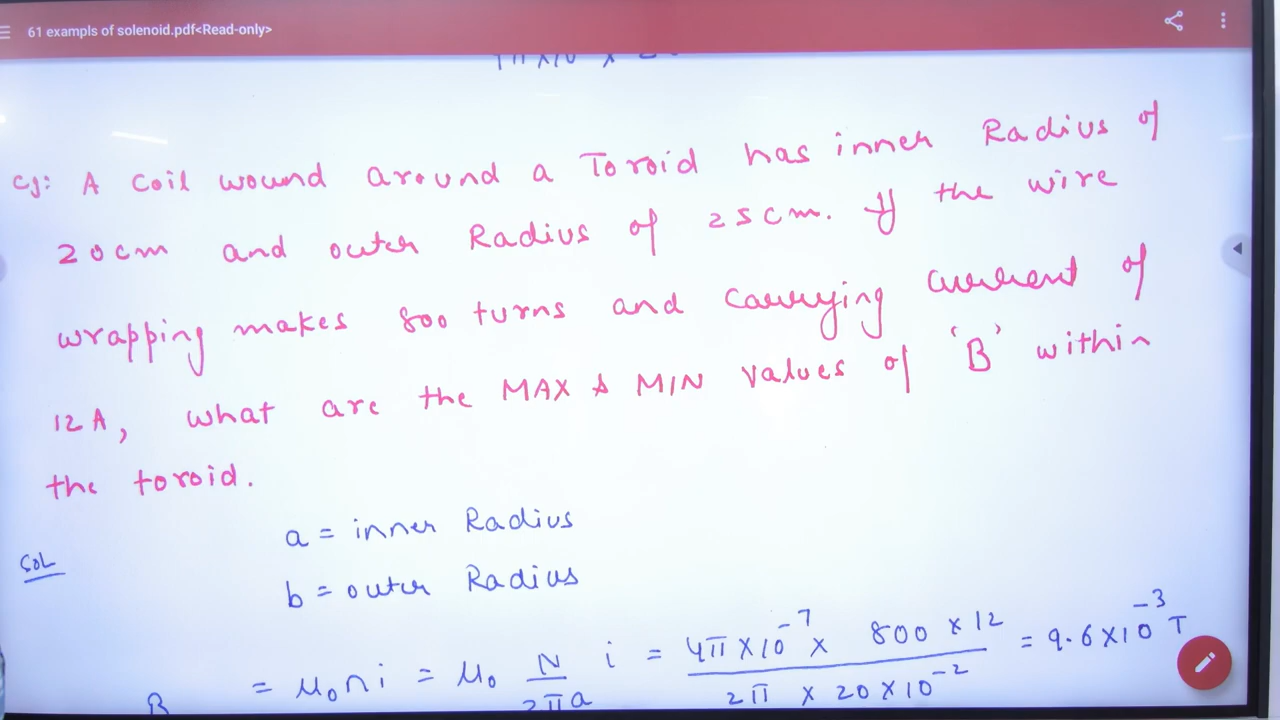 61 exampls of solenoid.pdf<Read-only>
eg: A coil wound around a Toroid has inner Radius of
20cm and outer Radius of 25cm. If the wire
wrapping makes 800 turns and carrying current of
12A, what are the MAX & MIN values of 'B' within
the toroid.
Sol
a = inner Radius
b = outer Radius
B = μ₀ni = μ₀ N/2πa i = 4π×10⁻⁷ × 800 × 12 / 2π × 20×10⁻² = 9.6×10⁻³ T